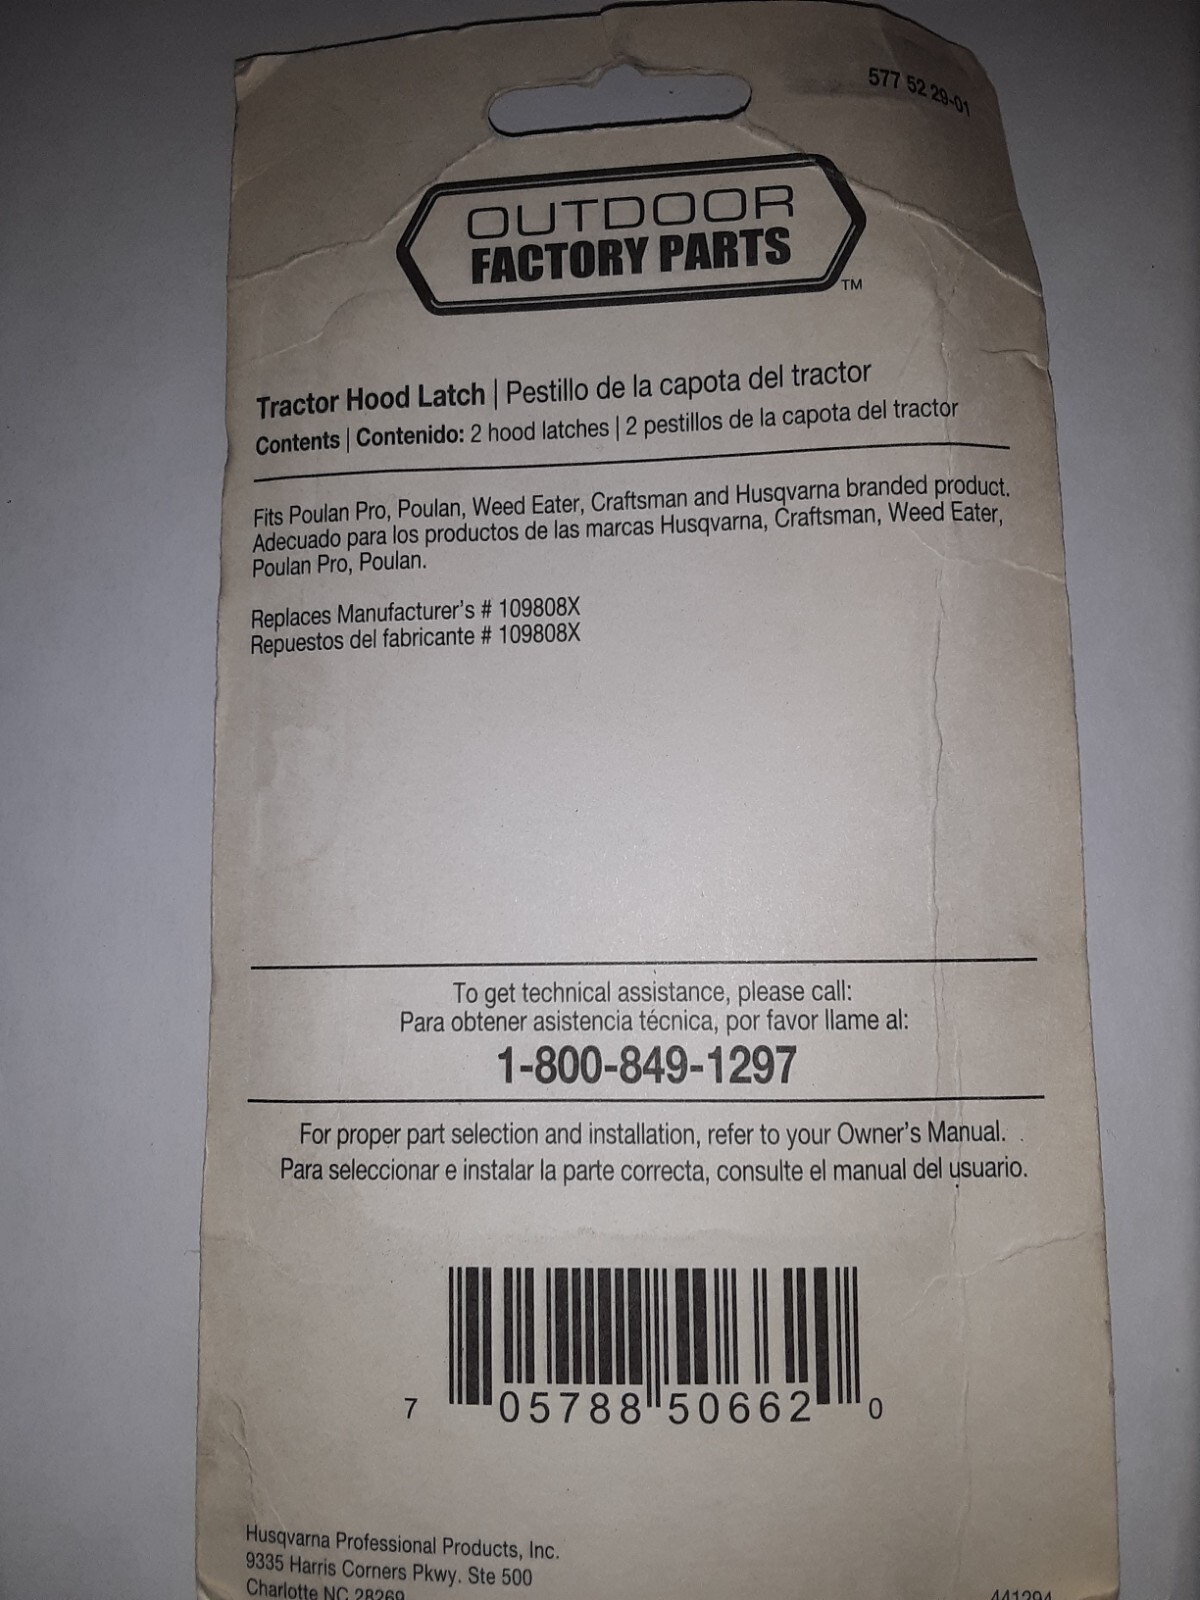 577 52 29-01
OUTDOOR
FACTORY PARTS
TM
Tractor Hood Latch | Pestillo de la capota del tractor
Contents | Contenido: 2 hood latches | 2 pestillos de la capota del tractor
Fits Poulan Pro, Poulan, Weed Eater, Craftsman and Husqvarna branded product.
Adecuado para los productos de las marcas Husqvarna, Craftsman, Weed Eater,
Poulan Pro, Poulan.
Replaces Manufacturer's # 109808X
Repuestos del fabricante # 109808X
To get technical assistance, please call:
Para obtener asistencia técnica, por favor llame al:
1-800-849-1297
For proper part selection and installation, refer to your Owner's Manual.
Para seleccionar e instalar la parte correcta, consulte el manual del usuario.
7 05788 50662 0
Husqvarna Professional Products, Inc.
9335 Harris Corners Pkwy. Ste 500
Charlotte NC 28269
441294